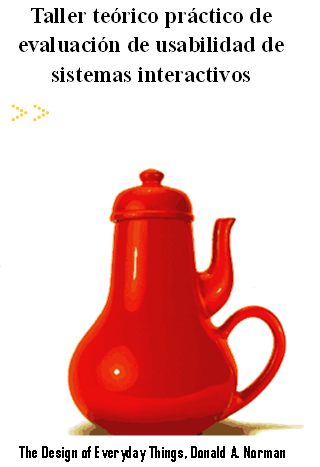 Taller teórico práctico de
evaluación de usabilidad de
sistemas interactivos
>>
The Design of Everyday Things, Donald A. Norman